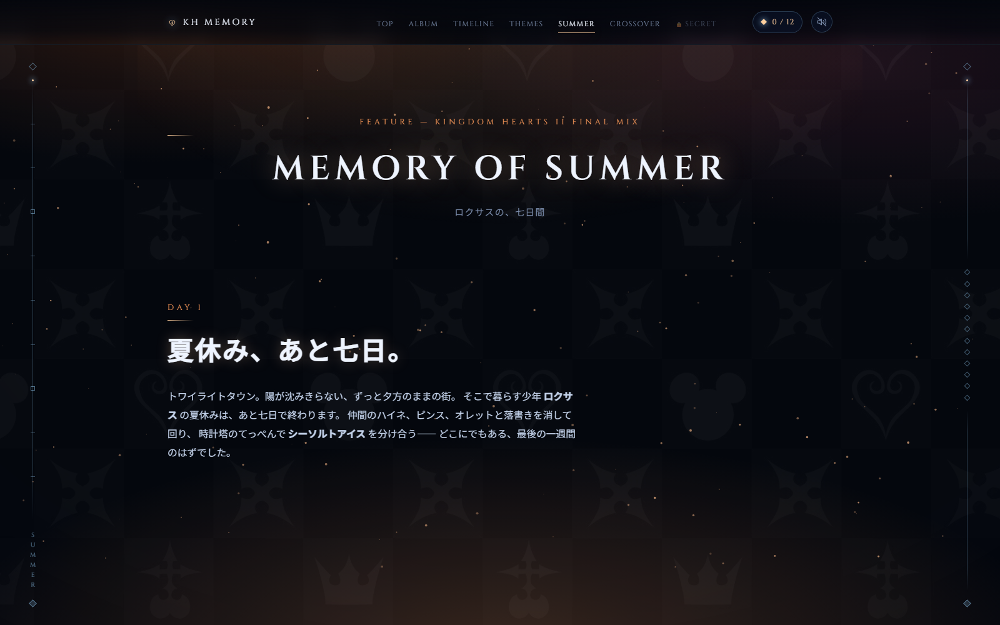 KH MEMORY
TOP ALBUM TIMELINE THEMES SUMMER CROSSOVER SECRET
0 / 12
FEATURE — KINGDOM HEARTS II FINAL MIX
MEMORY OF SUMMER
ロクサスの、七日間
DAY 1
夏休み、あと七日。
トワイライトタウン。陽が沈みきらない、ずっと夕方のままの街。 そこで暮らす少年 ロクサ
ス の夏休みは、あと七日で終わります。 仲間のハイネ、ピンス、オレットと落書きを消して
回り、 時計塔のてっぺんで シーソルトアイス を分け合う—— どこにでもある、最後の一週間
のはずでした。
SUMMER